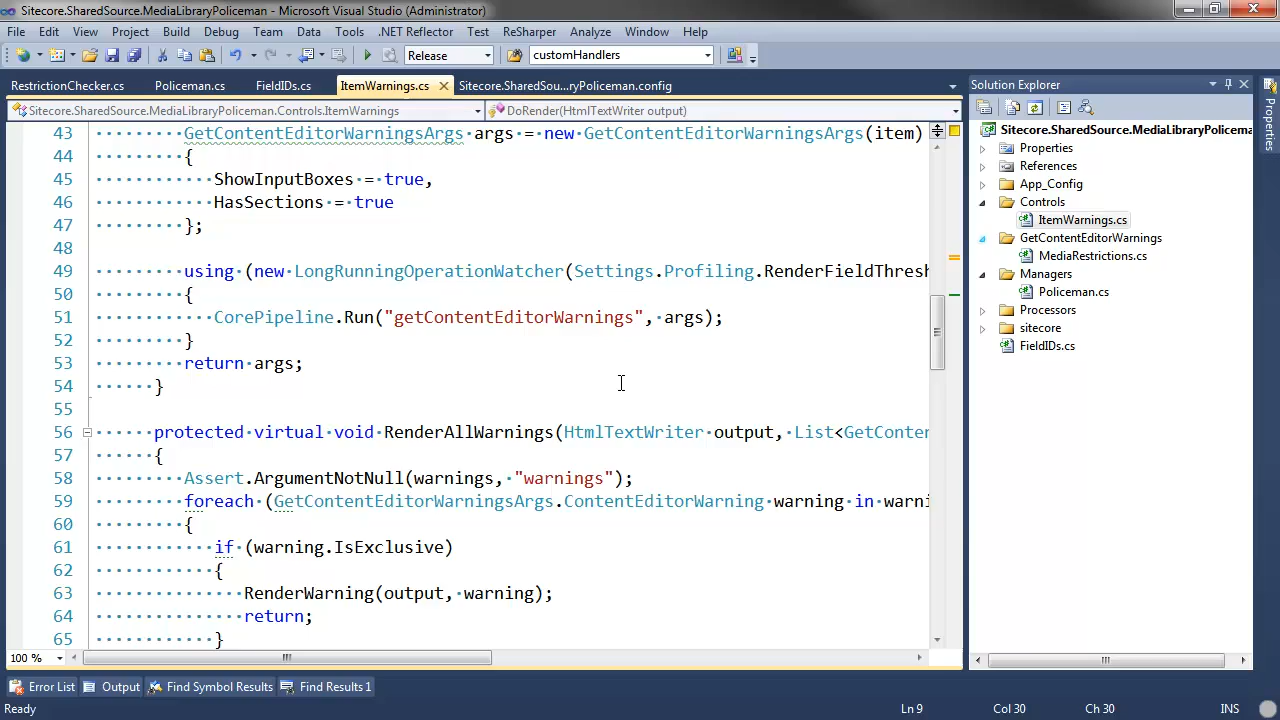 Sitecore.SharedSource.MediaLibraryPoliceman - Microsoft Visual Studio (Administrator)
File Edit View Project Build Debug Team Data Tools .NET Reflector Test ReSharper Analyze Window Help
Release customHandlers
RestrictionChecker.cs Policeman.cs FieldIDs.cs ItemWarnings.cs Sitecore.SharedSou...ryPoliceman.config
Sitecore.SharedSource.MediaLibraryPoliceman.Controls.ItemWarnings DoRender(HtmlTextWriter output)
43 GetContentEditorWarningsArgs args = new GetContentEditorWarningsArgs(item)
44 {
45 ShowInputBoxes = true,
46 HasSections = true
47 };
48
49 using (new LongRunningOperationWatcher(Settings.Profiling.RenderFieldThresh
50 {
51 CorePipeline.Run("getContentEditorWarnings", args);
52 }
53 return args;
54 }
55
56 protected virtual void RenderAllWarnings(HtmlTextWriter output, List<GetConten
57 {
58 Assert.ArgumentNotNull(warnings, "warnings");
59 foreach (GetContentEditorWarningsArgs.ContentEditorWarning warning in warni
60 {
61 if (warning.IsExclusive)
62 {
63 RenderWarning(output, warning);
64 return;
65 }
100 %
Solution Explorer
Sitecore.SharedSource.MediaLibraryPolicema
Properties
References
App_Config
Controls
ItemWarnings.cs
GetContentEditorWarnings
MediaRestrictions.cs
Managers
Policeman.cs
Processors
sitecore
FieldIDs.cs
Properties
Error List Output Find Symbol Results Find Results 1
Ready Ln 9 Col 30 Ch 30 INS